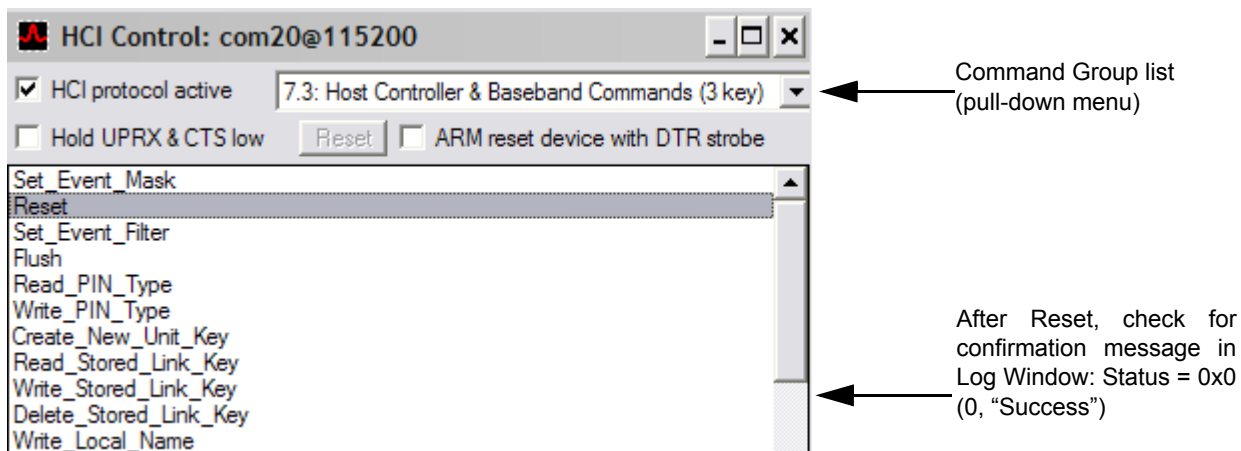 HCI Control: com20@115200
HCI protocol active
7.3: Host Controller & Baseband Commands (3 key)
Hold UPRX & CTS low
Reset
ARM reset device with DTR strobe
Set_Event_Mask
Reset
Set_Event_Filter
Flush
Read_PIN_Type
Write_PIN_Type
Create_New_Unit_Key
Read_Stored_Link_Key
Write_Stored_Link_Key
Delete_Stored_Link_Key
Write_Local_Name
Command Group list
(pull-down menu)
After Reset, check for
confirmation message in
Log Window: Status = 0x0
(0, “Success”)